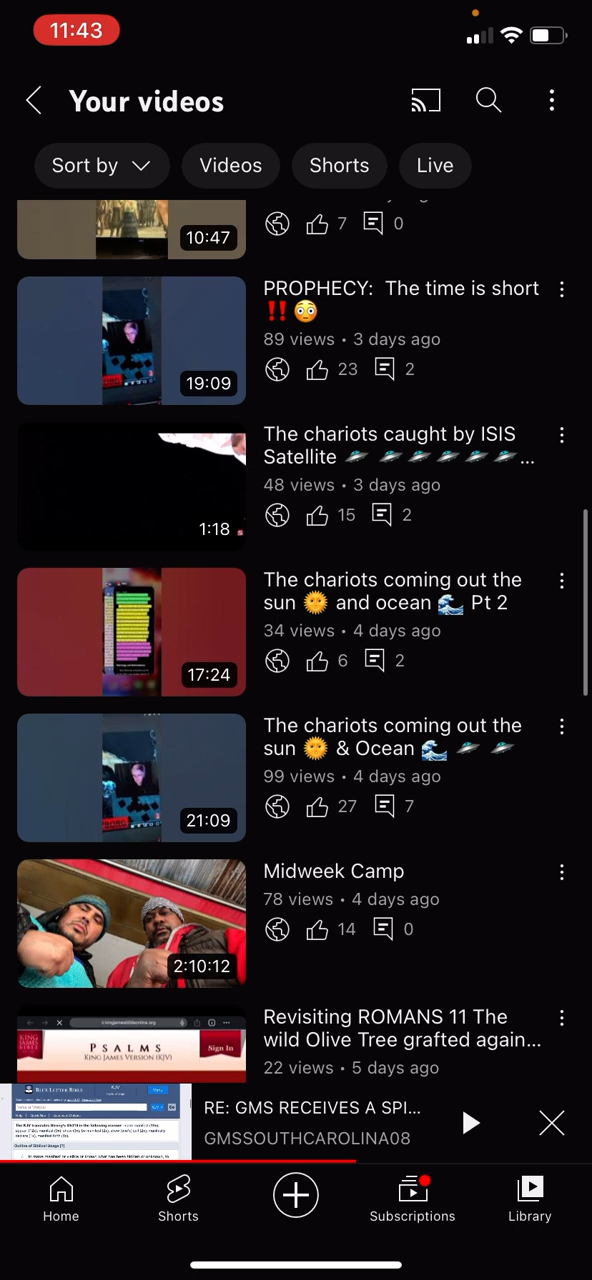 11:43
Your videos
Sort by
Videos
Shorts
Live
10:47
7
0
PROPHECY: The time is short
‼️😳
89 views • 3 days ago
23
2
19:09
The chariots caught by ISIS
Satellite 🛸 🛸🛸🛸🛸🛸...
48 views • 3 days ago
15
2
1:18
The chariots coming out the
sun 🌞 and ocean 🌊 Pt 2
34 views • 4 days ago
6
2
17:24
The chariots coming out the
sun 🌞 & Ocean 🌊 🛸 🛸
99 views • 4 days ago
27
7
21:09
Midweek Camp
78 views • 4 days ago
14
0
2:10:12
Revisiting ROMANS 11 The
wild Olive Tree grafted again...
22 views • 5 days ago
PSALMS
KING JAMES VERSION (KJV)
Sign In
RE: GMS RECEIVES A SPI...
GMSSOUTHCAROLINA08
Home
Shorts
Subscriptions
Library